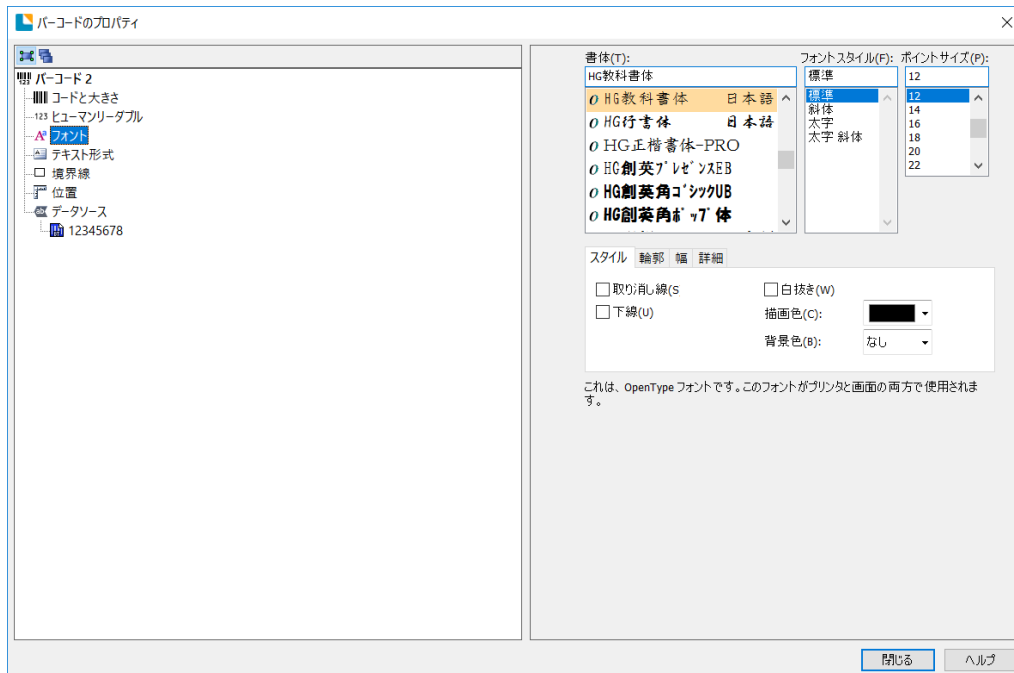 バーコードのプロパティ
バーコード 2
コードと大きさ
123 ヒューマンリーダブル
フォント
テキスト形式
境界線
位置
データソース
12345678
書体(T):
HG教科書体
O HG教科書体 日本語
O HG行書体 日本語
O HG正楷書体-PRO
O HG創英プレゼンスEB
O HG創英角ゴシックUB
O HG創英角ポップ体
フォントスタイル(F):
標準
標準
斜体
太字
太字 斜体
ポイントサイズ(P):
12
12
14
16
18
20
22
スタイル 輪郭 幅 詳細
取り消し線(S
下線(U)
白抜き(W)
描画色(C):
背景色(B): なし
これは、OpenType フォントです。このフォントがプリンタと画面の両方で使用されま
す。
閉じる ヘルプ